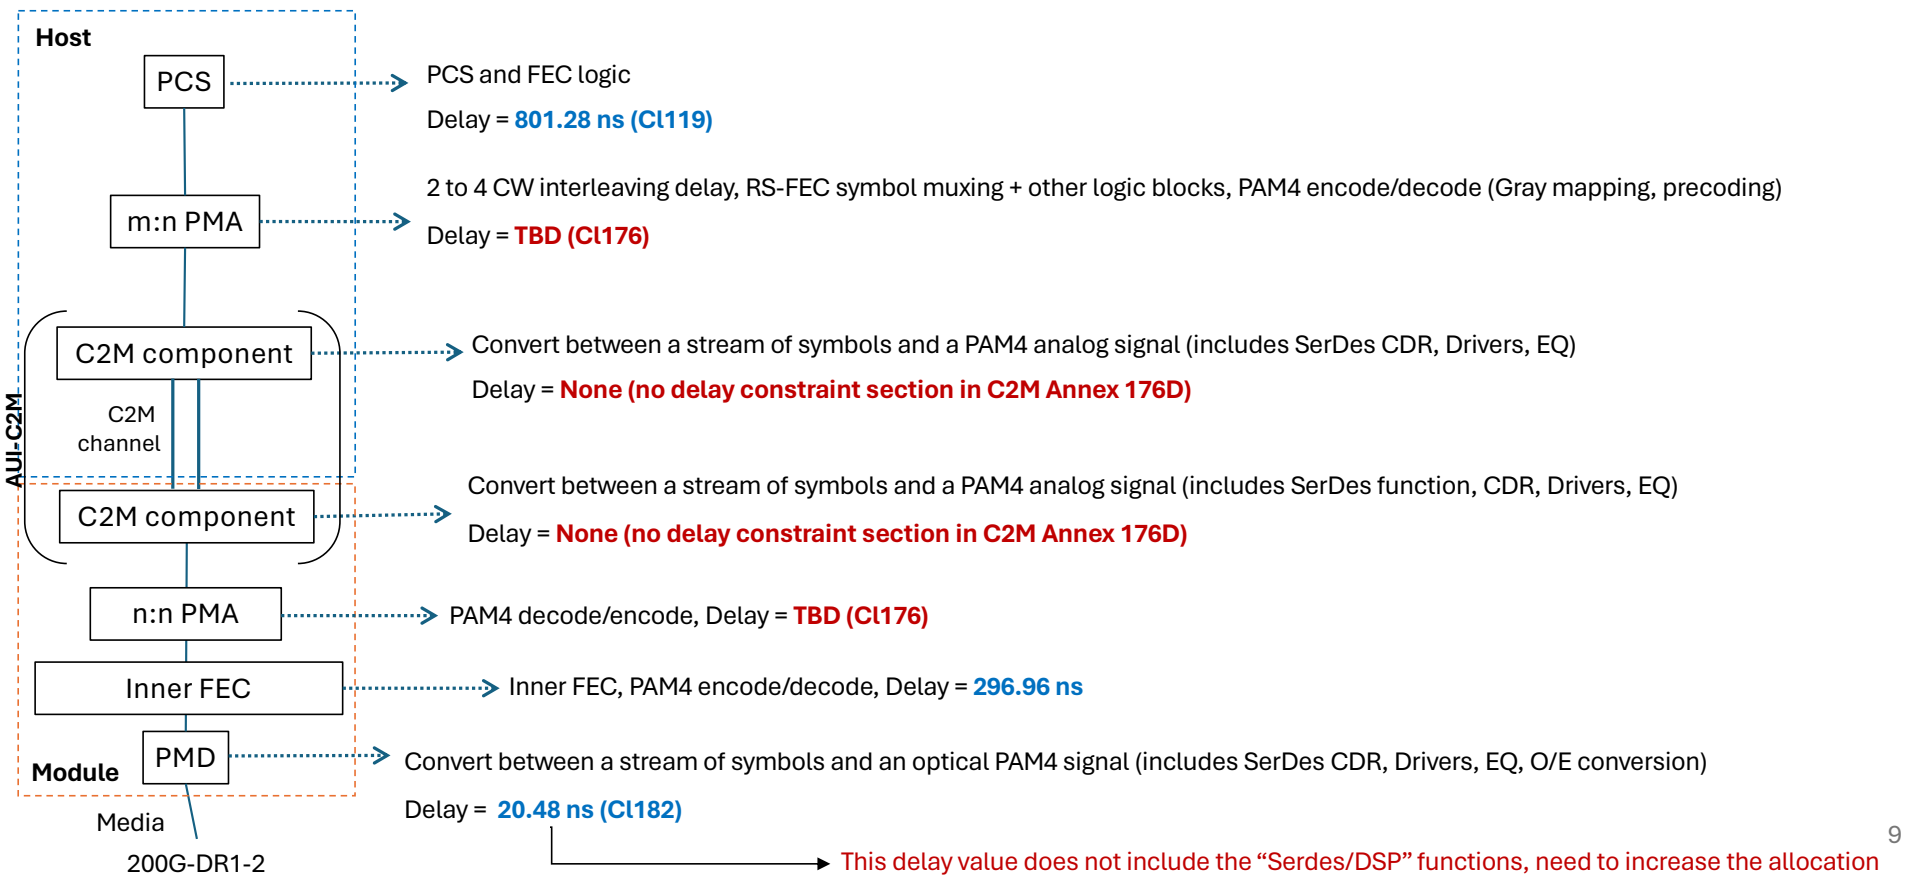 Host
PCS
PCS and FEC logic
Delay = 801.28 ns (Cl119)
m:n PMA
2 to 4 CW interleaving delay, RS-FEC symbol muxing + other logic blocks, PAM4 encode/decode (Gray mapping, precoding)
Delay = TBD (Cl176)
AUI-C2M
C2M component
Convert between a stream of symbols and a PAM4 analog signal (includes SerDes CDR, Drivers, EQ)
Delay = None (no delay constraint section in C2M Annex 176D)
C2M
channel
C2M component
Convert between a stream of symbols and a PAM4 analog signal (includes SerDes function, CDR, Drivers, EQ)
Delay = None (no delay constraint section in C2M Annex 176D)
n:n PMA
PAM4 decode/encode, Delay = TBD (Cl176)
Inner FEC
Inner FEC, PAM4 encode/decode, Delay = 296.96 ns
PMD
Module
Convert between a stream of symbols and an optical PAM4 signal (includes SerDes CDR, Drivers, EQ, O/E conversion)
Delay = 20.48 ns (Cl182)
Media
200G-DR1-2
This delay value does not include the “Serdes/DSP” functions, need to increase the allocation
9